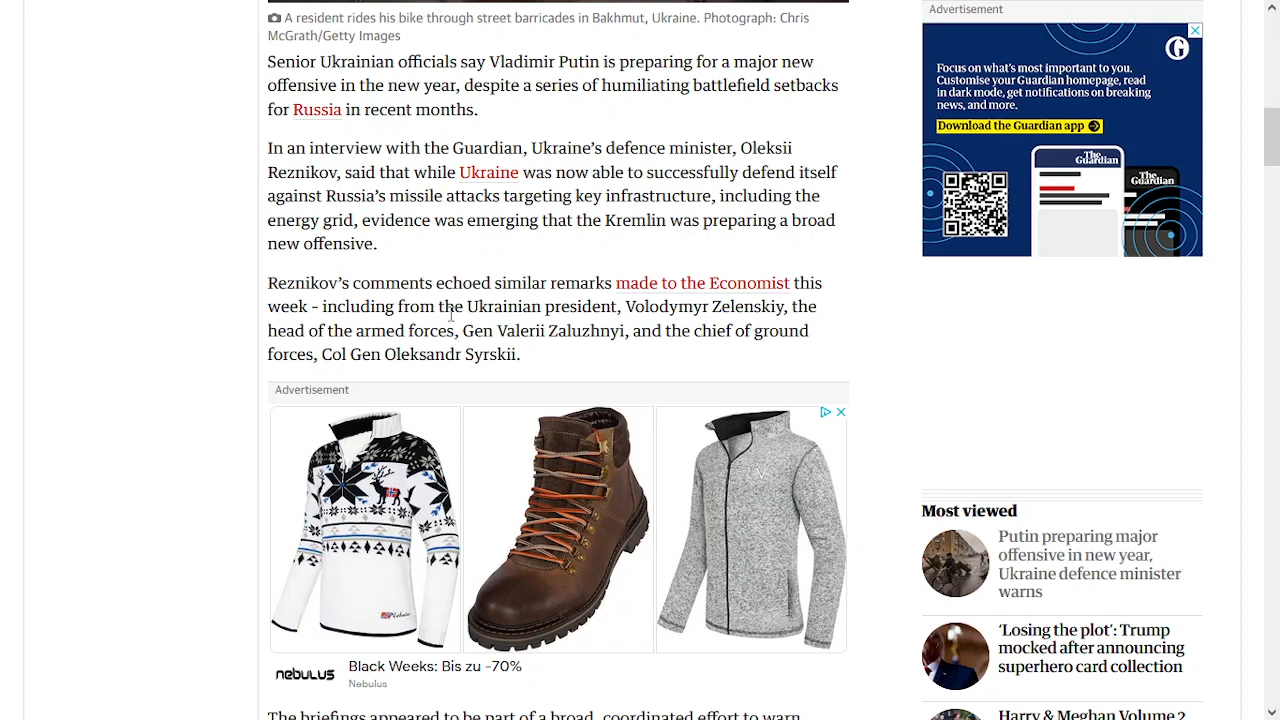 A resident rides his bike through street barricades in Bakhmut, Ukraine. Photograph: Chris
McGrath/Getty Images
Senior Ukrainian officials say Vladimir Putin is preparing for a major new
offensive in the new year, despite a series of humiliating battlefield setbacks
for Russia in recent months.
In an interview with the Guardian, Ukraine’s defence minister, Oleksii
Reznikov, said that while Ukraine was now able to successfully defend itself
against Russia’s missile attacks targeting key infrastructure, including the
energy grid, evidence was emerging that the Kremlin was preparing a broad
new offensive.
Reznikov’s comments echoed similar remarks made to the Economist this
week – including from the Ukrainian president, Volodymyr Zelenskiy, the
head of the armed forces, Gen Valerii Zaluzhnyi, and the chief of ground
forces, Col Gen Oleksandr Syrskii.
Advertisement
Nebulus
nebulus
Black Weeks: Bis zu -70%
Nebulus
The briefings appeared to be part of a broad, coordinated effort to warn
Advertisement
Focus on what’s most important to you.
Customise your Guardian homepage, read
in dark mode, get notifications on breaking
news, and more.
Download the Guardian app
The
Guardian
The
Guardian
Most viewed
Putin preparing major
offensive in new year,
Ukraine defence minister
warns
‘Losing the plot’: Trump
mocked after announcing
superhero card collection
Harry & Meghan Volume 2